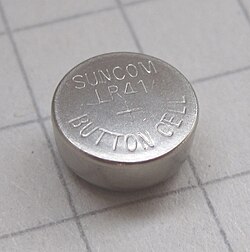 SUNCOM
LR41
+
BUTTON CELL